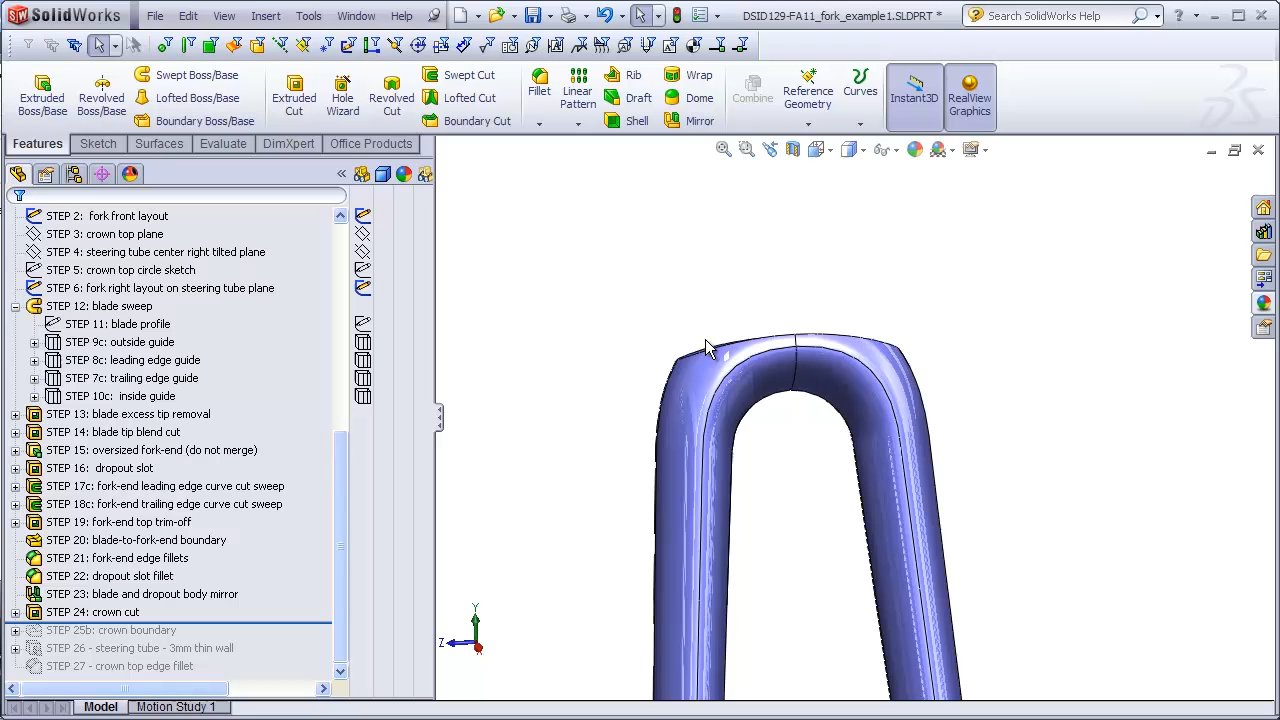 SolidWorks File Edit View Insert Tools Window Help DSID129-FA11_fork_example1.SLDPRT * Search SolidWorks Help
Extruded Boss/Base
Revolved Boss/Base
Swept Boss/Base
Lofted Boss/Base
Boundary Boss/Base
Extruded Cut
Hole Wizard
Revolved Cut
Swept Cut
Lofted Cut
Boundary Cut
Fillet
Linear Pattern
Rib
Draft
Shell
Wrap
Dome
Mirror
Combine
Reference Geometry
Curves
Instant3D
RealView Graphics
Features Sketch Surfaces Evaluate DimXpert Office Products
STEP 2: fork front layout
STEP 3: crown top plane
STEP 4: steering tube center right tilted plane
STEP 5: crown top circle sketch
STEP 6: fork right layout on steering tube plane
STEP 12: blade sweep
STEP 11: blade profile
STEP 9c: outside guide
STEP 8c: leading edge guide
STEP 7c: trailing edge guide
STEP 10c: inside guide
STEP 13: blade excess tip removal
STEP 14: blade tip blend cut
STEP 15: oversized fork-end (do not merge)
STEP 16: dropout slot
STEP 17c: fork-end leading edge curve cut sweep
STEP 18c: fork-end trailing edge curve cut sweep
STEP 19: fork-end top trim-off
STEP 20: blade-to-fork-end boundary
STEP 21: fork-end edge fillets
STEP 22: dropout slot fillet
STEP 23: blade and dropout body mirror
STEP 24: crown cut
STEP 25b: crown boundary
STEP 26 - steering tube - 3mm thin wall
STEP 27 - crown top edge fillet
Y
Z
Model Motion Study 1